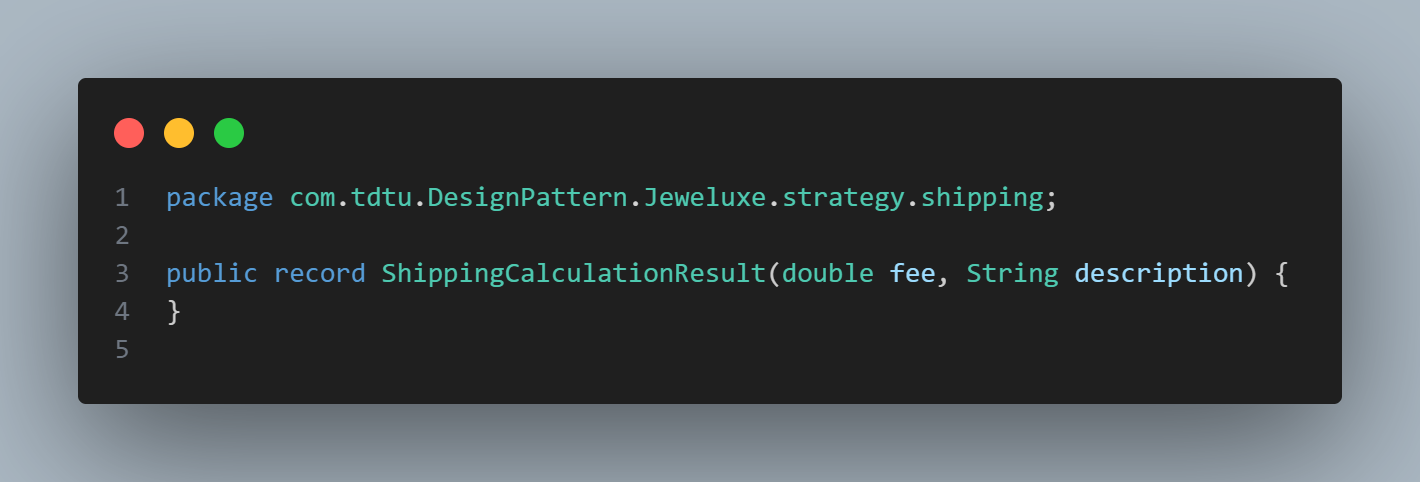 1 package com.tdtu.DesignPattern.Jeweluxe.strategy.shipping;
2
3 public record ShippingCalculationResult(double fee, String description) {
4 }
5